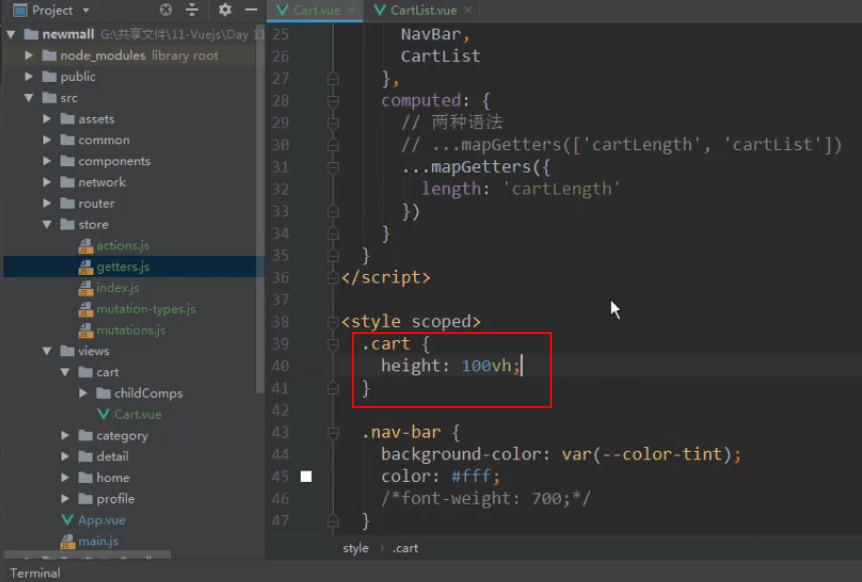 Project
Cart.vue
CartList.vue
newmall G:\共享文件\11-Vuejs\Day 11
node_modules library root
public
src
assets
common
components
network
router
store
actions.js
getters.js
index.js
mutation-types.js
mutations.js
views
cart
childComps
Cart.vue
category
detail
home
profile
App.vue
main.js
25 NavBar,
26 CartList
27 },
28 computed: {
29 // 两种语法
30 // ...mapGetters(['cartLength', 'cartList'])
31 ...mapGetters({
32 length: 'cartLength'
33 })
34 }
35 }
36 </script>
37
38 <style scoped>
39 .cart {
40 height: 100vh;
41 }
42
43 .nav-bar {
44 background-color: var(--color-tint);
45 color: #fff;
46 /*font-weight: 700;*/
47 }
style › .cart
Terminal